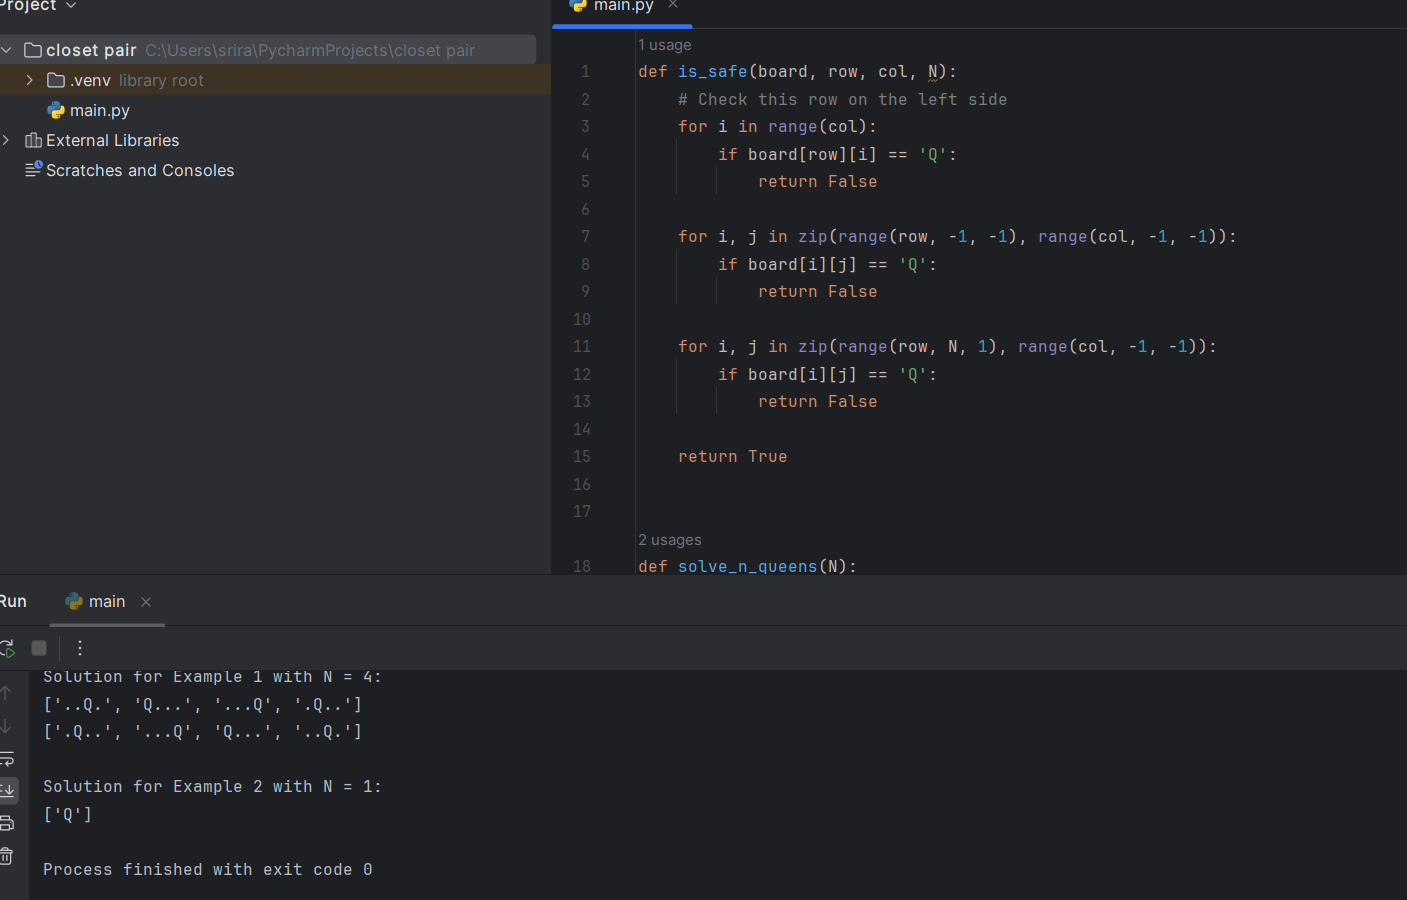 Project
main.py
closet pair C:\Users\srira\PycharmProjects\closet pair
.venv library root
main.py
External Libraries
Scratches and Consoles
1 usage
1 def is_safe(board, row, col, N):
2     # Check this row on the left side
3     for i in range(col):
4         if board[row][i] == 'Q':
5             return False
6
7     for i, j in zip(range(row, -1, -1), range(col, -1, -1)):
8         if board[i][j] == 'Q':
9             return False
10
11     for i, j in zip(range(row, N, 1), range(col, -1, -1)):
12         if board[i][j] == 'Q':
13             return False
14
15     return True
16
17
2 usages
18 def solve_n_queens(N):
Run main
Solution for Example 1 with N = 4:
['..Q.', 'Q...', '...Q', '.Q..']
['.Q..', '...Q', 'Q...', '..Q.']
Solution for Example 2 with N = 1:
['Q']
Process finished with exit code 0